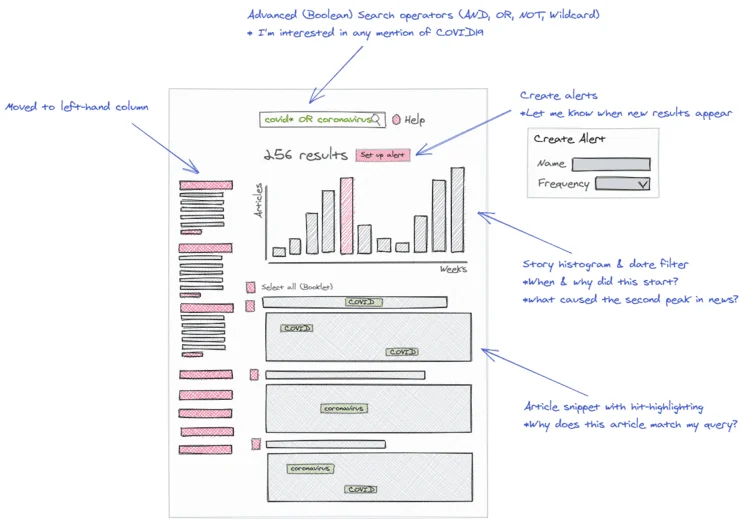 Advanced (Boolean) Search operators (AND, OR, NOT, Wildcard)
* I'm interested in any mention of COVID19
Moved to left-hand column
covid* OR coronavirus
Help
256 results
Set up alert
Create alerts
*Let me know when new results appear
Create Alert
Name
Frequency
Articles
Weeks
Story histogram & date filter
*When & why did this start?
*what caused the second peak in news?
Select all (Booklet)
COVID
COVID
COVID
Article snippet with hit-highlighting
*Why does this article match my query?
coronavirus
coronavirus
COVID